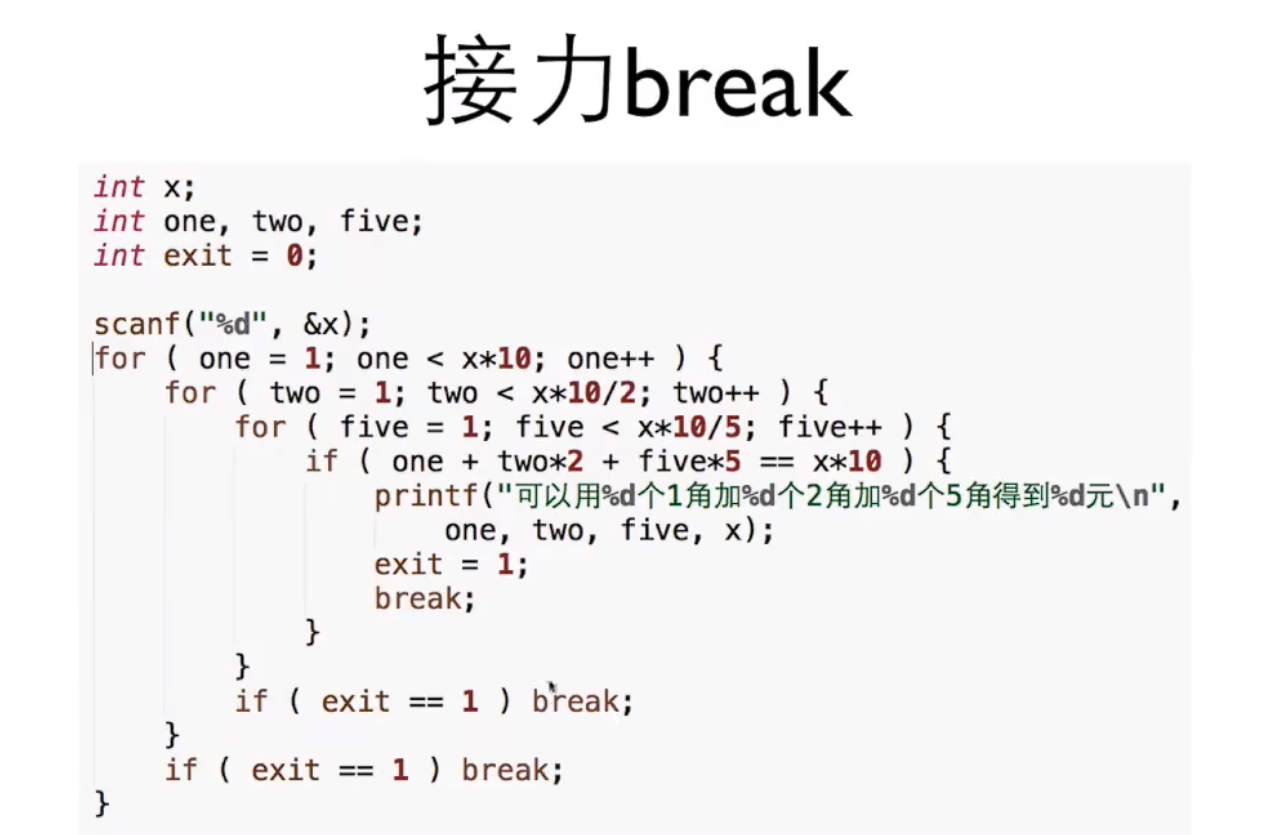 接力break
int x;
int one, two, five;
int exit = 0;
scanf("%d", &x);
for ( one = 1; one < x*10; one++ ) {
    for ( two = 1; two < x*10/2; two++ ) {
        for ( five = 1; five < x*10/5; five++ ) {
            if ( one + two*2 + five*5 == x*10 ) {
                printf("可以用%d个1角加%d个2角加%d个5角得到%d元\n",
                    one, two, five, x);
                exit = 1;
                break;
            }
        }
        if ( exit == 1 ) break;
    }
    if ( exit == 1 ) break;
}